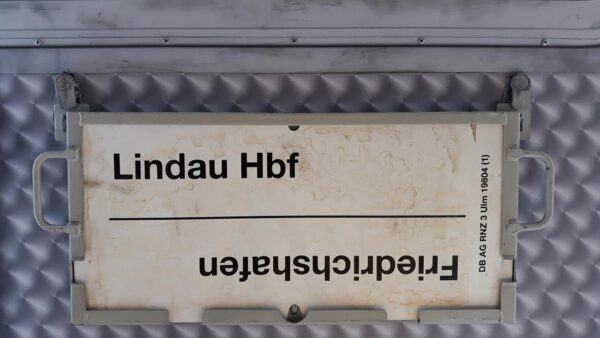 Lindau Hbf
Friedrichshafen
DB AG RNZ 3 Ulm 19804 (1)